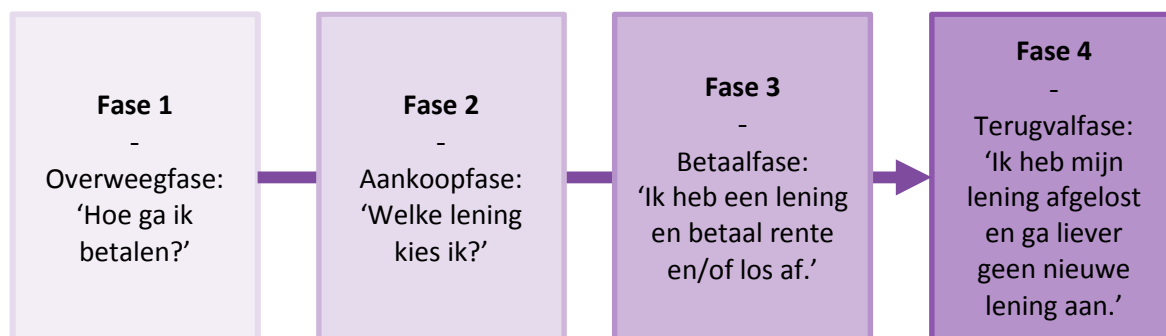 Fase 1
-
Overweegfase:
‘Hoe ga ik
betalen?’
Fase 2
-
Aankoopfase:
‘Welke lening
kies ik?’
Fase 3
-
Betaalfase:
‘Ik heb een lening
en betaal rente
en/of los af.’
Fase 4
-
Terugvalfase:
‘Ik heb mijn
lening afgelost
en ga liever
geen nieuwe
lening aan.’